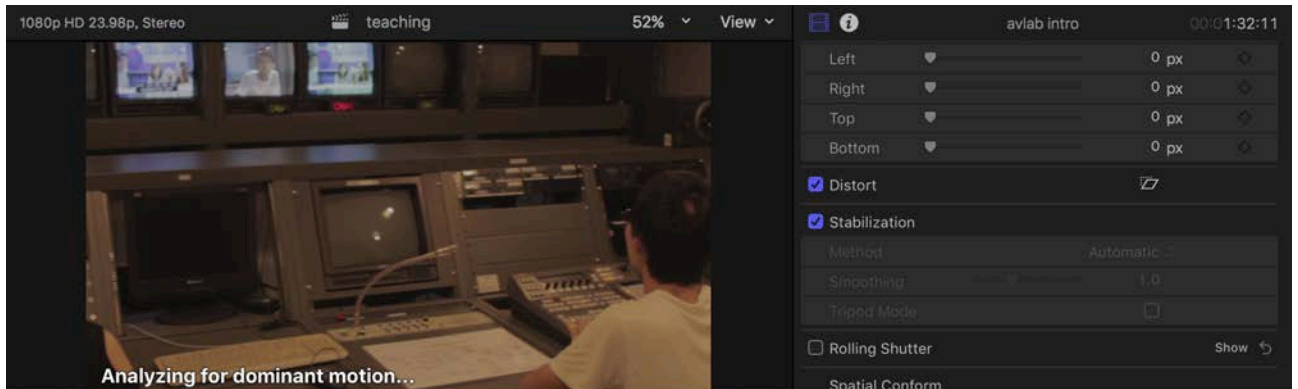 1080p HD 23.98p, Stereo
teaching
52%
View
avlab intro
00:01:32:11
Left 0 px
Right 0 px
Top 0 px
Bottom 0 px
Distort
Stabilization
Method Automatic
Smoothing 1.0
Tripod Mode
Rolling Shutter Show
Spatial Conform
Analyzing for dominant motion...